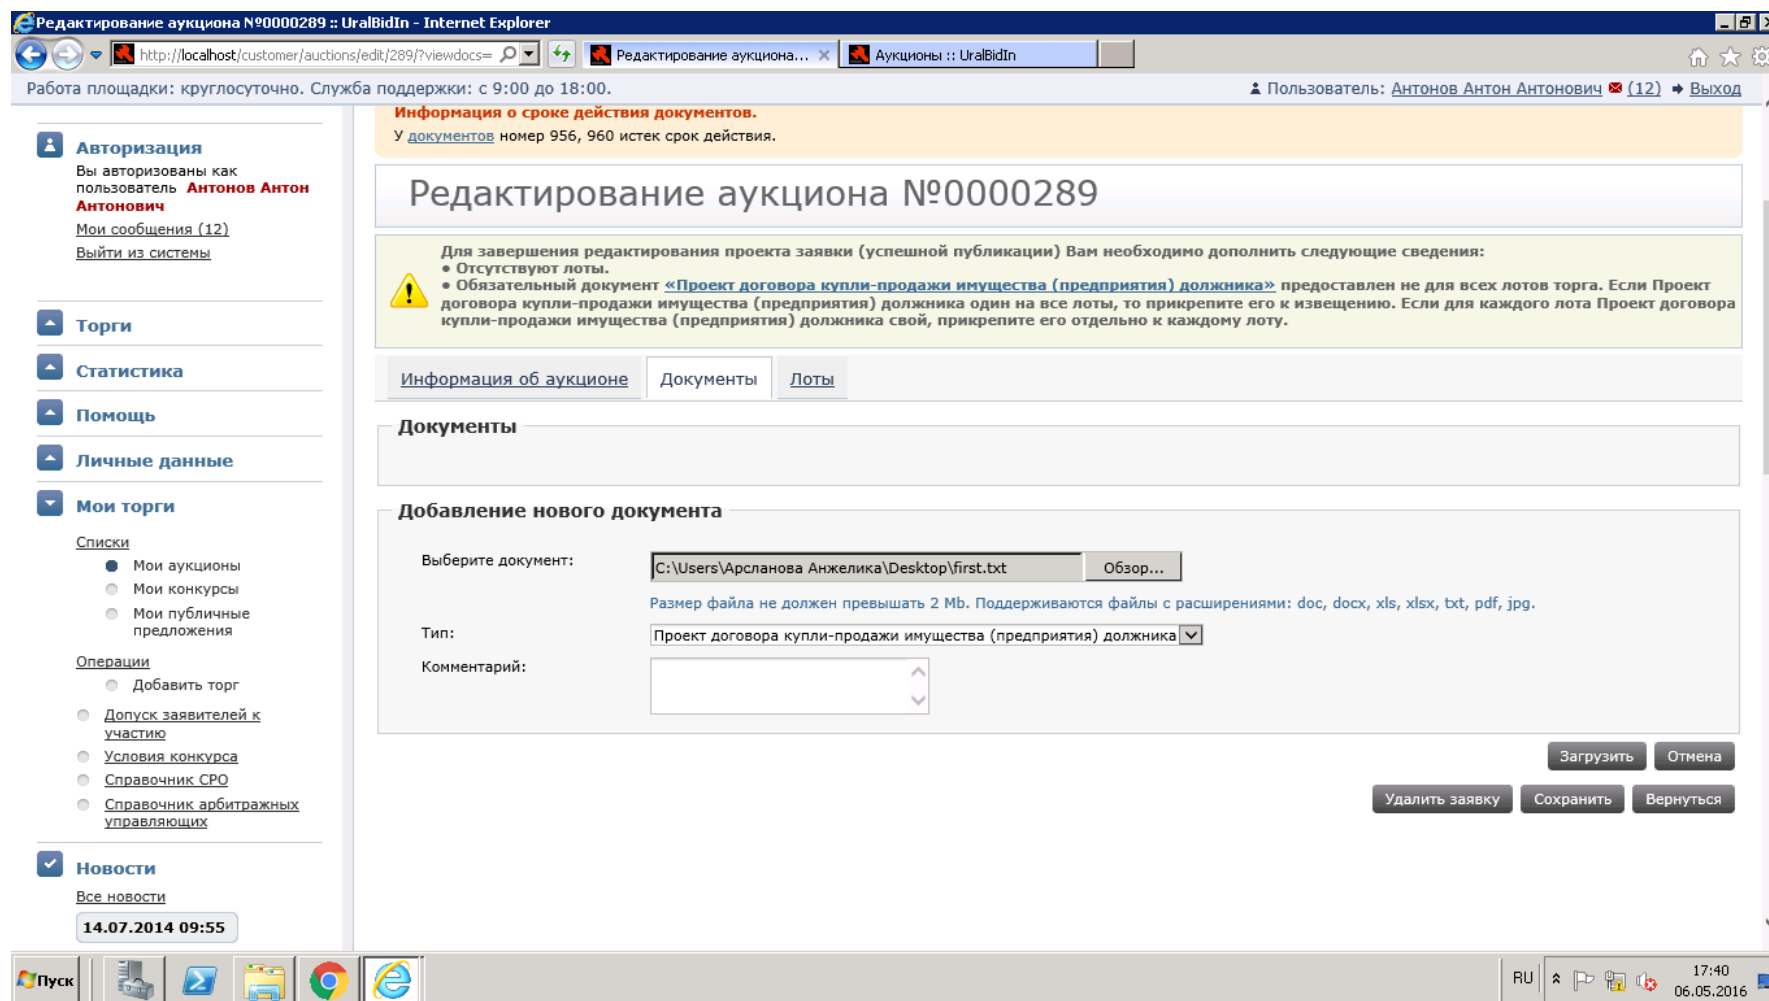 Редактирование аукциона №0000289 :: UralBidIn - Internet Explorer
http://localhost/customer/auctions/edit/289/?viewdocs=
Редактирование аукциона...
Аукционы :: UralBidIn
Работа площадки: круглосуточно. Служба поддержки: с 9:00 до 18:00.
Пользователь: Антонов Антон Антонович (12) Выход
Авторизация
Вы авторизованы как
пользователь Антонов Антон
Антонович
Мои сообщения (12)
Выйти из системы
Торги
Статистика
Помощь
Личные данные
Мои торги
Списки
Мои аукционы
Мои конкурсы
Мои публичные
предложения
Операции
Добавить торг
Допуск заявителей к
участию
Условия конкурса
Справочник СРО
Справочник арбитражных
управляющих
Новости
Все новости
14.07.2014 09:55
Информация о сроке действия документов.
У документов номер 956, 960 истек срок действия.
Редактирование аукциона №0000289
Для завершения редактирования проекта заявки (успешной публикации) Вам необходимо дополнить следующие сведения:
• Отсутствуют лоты.
• Обязательный документ «Проект договора купли-продажи имущества (предприятия) должника» предоставлен не для всех лотов торга. Если Проект
договора купли-продажи имущества (предприятия) должника один на все лоты, то прикрепите его к извещению. Если для каждого лота Проект договора
купли-продажи имущества (предприятия) должника свой, прикрепите его отдельно к каждому лоту.
Информация об аукционе Документы Лоты
Документы
Добавление нового документа
Выберите документ: C:\Users\Арсланова Анжелика\Desktop\first.txt Обзор...
Размер файла не должен превышать 2 Mb. Поддерживаются файлы с расширениями: doc, docx, xls, xlsx, txt, pdf, jpg.
Тип: Проект договора купли-продажи имущества (предприятия) должника
Комментарий:
Загрузить Отмена
Удалить заявку Сохранить Вернуться
Пуск
RU
17:40
06.05.2016